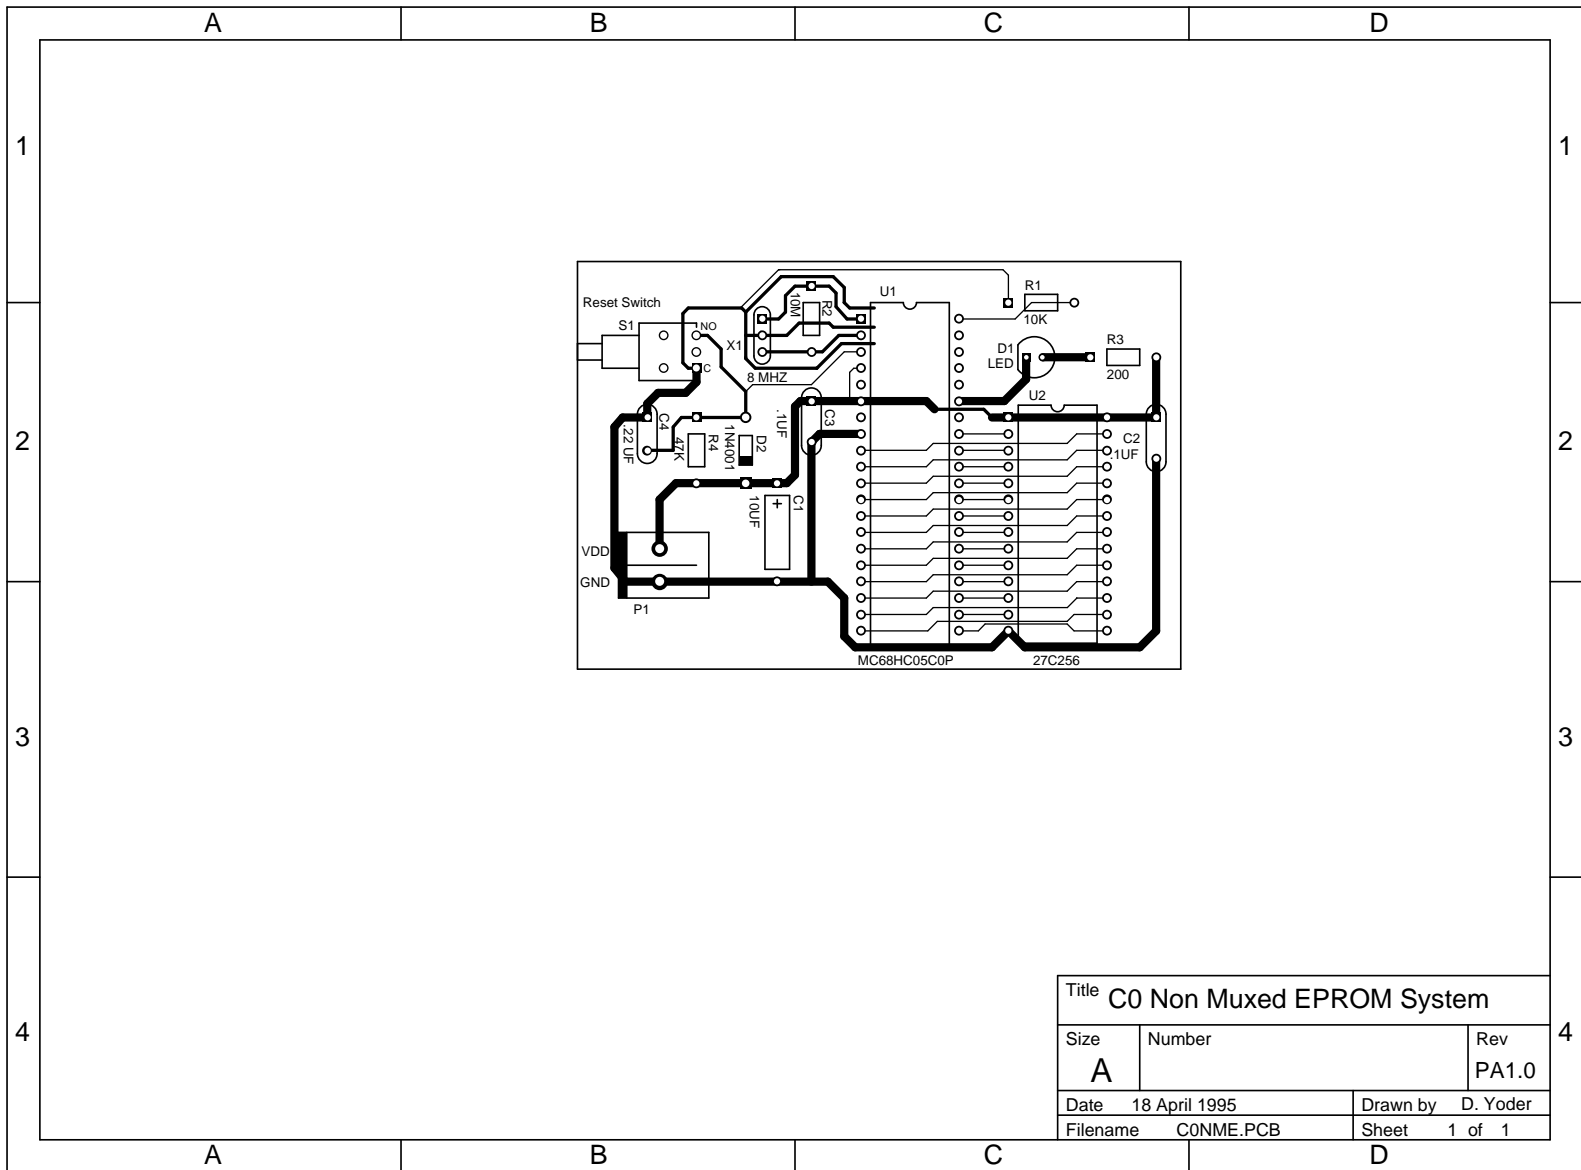 A B C D
1 1
Reset Switch
S1
NO
C
X1
8 MHZ
10M
R2
U1
R1
10K
D1
LED
R3
200
U2
C4
.22 UF
47K
R4
1N4001
D2
.1UF
C3
C2
.1UF
2 2
10UF
C1
+
VDD
GND
P1
MC68HC05C0P
27C256
3 3
4 4
Title C0 Non Muxed EPROM System
Size Number Rev
A PA1.0
Date 18 April 1995 Drawn by D. Yoder
Filename C0NME.PCB Sheet 1 of 1
A B C D